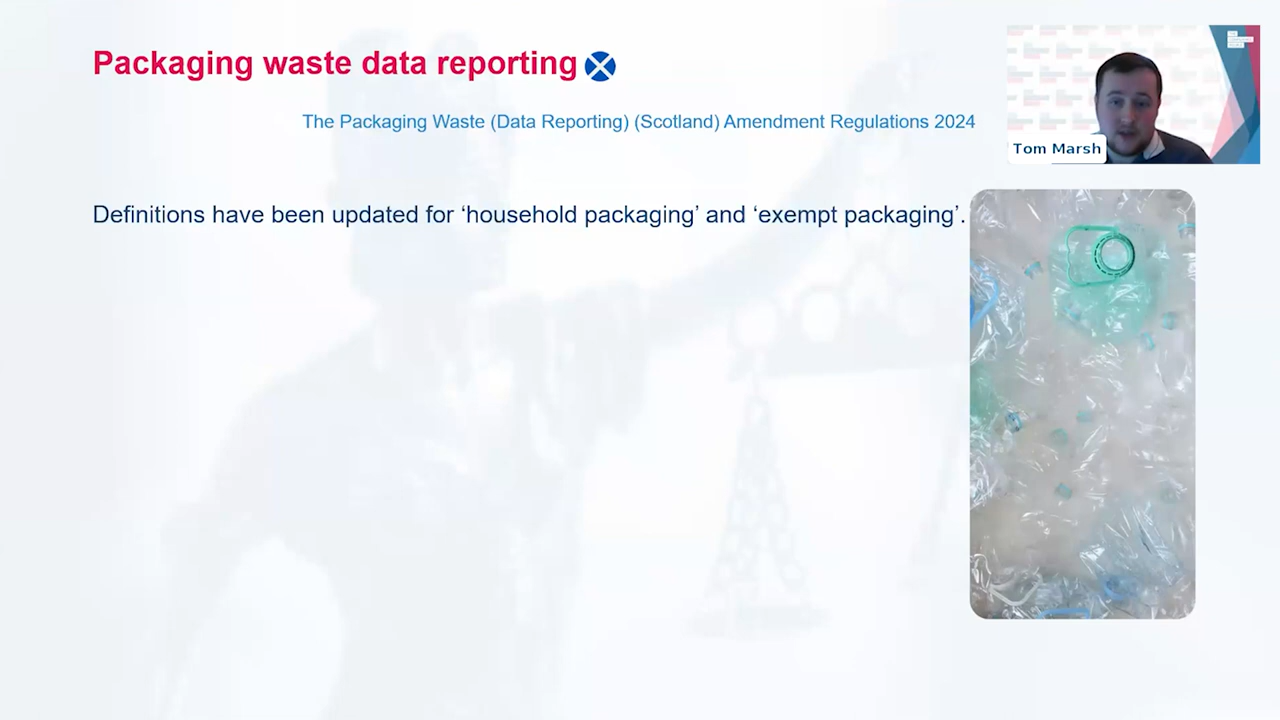 Packaging waste data reporting
The Packaging Waste (Data Reporting) (Scotland) Amendment Regulations 2024
Tom Marsh
Definitions have been updated for ‘household packaging’ and ‘exempt packaging’.